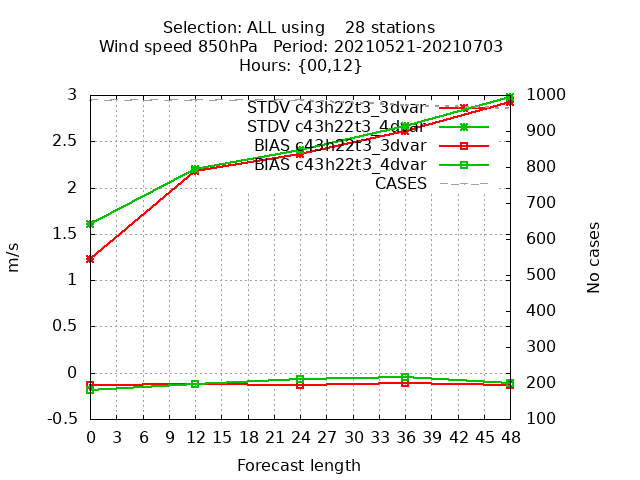 Selection: ALL using    28 stations
Wind speed 850hPa   Period: 20210521-20210703
Hours: {00,12}
3
2.5
2
1.5
1
0.5
0
-0.5
m/s
STDV c43h22t3_3dvar
STDV c43h22t3_4dvar
BIAS c43h22t3_3dvar
BIAS c43h22t3_4dvar
CASES
1000
900
800
700
600
500
400
300
200
100
No cases
0 3 6 9 12 15 18 21 24 27 30 33 36 39 42 45 48
Forecast length